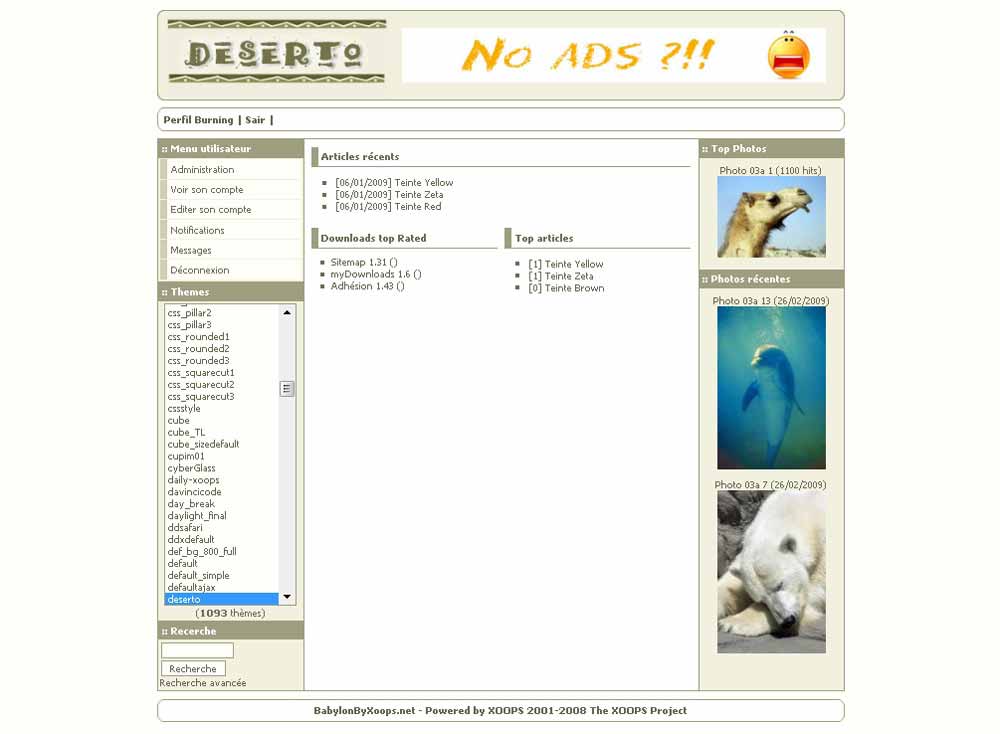 DESERTO
No ADS ?!!
Perfil Burning | Sair |
:: Menu utilisateur
Administration
Voir son compte
Editer son compte
Notifications
Messages
Déconnexion
:: Themes
css_pillar2
css_pillar3
css_rounded1
css_rounded2
css_rounded3
css_squarecut1
css_squarecut2
css_squarecut3
cssstyle
cube
cube_TL
cube_sizedefault
cupim01
cyberGlass
daily-xoops
davincicode
day_break
daylight_final
ddsafari
ddxdefault
def_bg_800_full
default
default_simple
defaultajax
deserto
(1093 thèmes)
:: Recerche
Recherche
Recherche avancée
Articles récents
[06/01/2009] Teinte Yellow
[06/01/2009] Teinte Zeta
[06/01/2009] Teinte Red
Downloads top Rated
Sitemap 1.31 ()
myDownloads 1.6 ()
Adhésion 1.43 ()
Top articles
[1] Teinte Yellow
[1] Teinte Zeta
[0] Teinte Brown
:: Top Photos
Photo 03a 1 (1100 hits)
:: Photos récentes
Photo 03a 13 (26/02/2009)
Photo 03a 7 (26/02/2009)
BabylonByXoops.net - Powered by XOOPS 2001-2008 The XOOPS Project